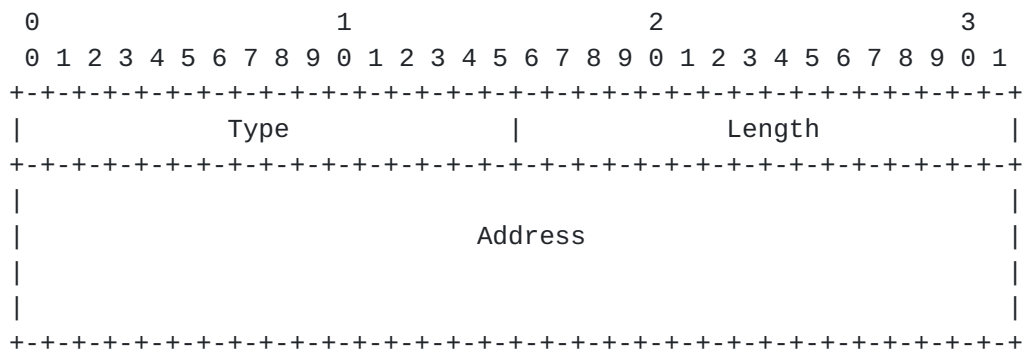 0                   1                   2                   3
 0 1 2 3 4 5 6 7 8 9 0 1 2 3 4 5 6 7 8 9 0 1 2 3 4 5 6 7 8 9 0 1
+-+-+-+-+-+-+-+-+-+-+-+-+-+-+-+-+-+-+-+-+-+-+-+-+-+-+-+-+-+-+-+-+
|             Type              |             Length            |
+-+-+-+-+-+-+-+-+-+-+-+-+-+-+-+-+-+-+-+-+-+-+-+-+-+-+-+-+-+-+-+-+
|                                                               |
|                             Address                           |
|                                                               |
|                                                               |
+-+-+-+-+-+-+-+-+-+-+-+-+-+-+-+-+-+-+-+-+-+-+-+-+-+-+-+-+-+-+-+-+